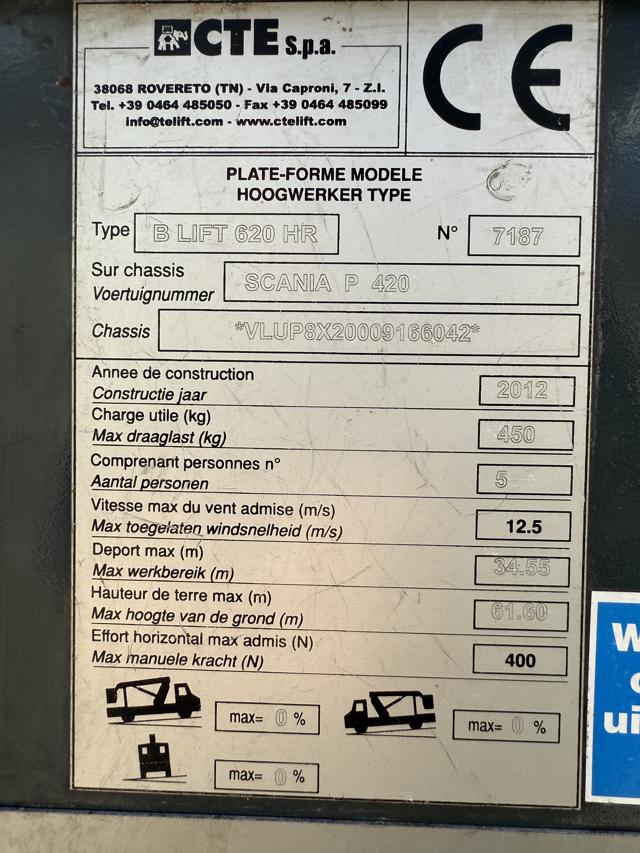 CTE S.p.a.
38068 ROVERETO (TN) - Via Caproni, 7 - Z.I.
Tel. +39 0464 485050 - Fax +39 0464 485099
info@telift.com - www.ctelift.com
CE
PLATE-FORME MODELE
HOOGWERKER TYPE
Type B LIFT 620 HR N° 7187
Sur chassis
Voertuignummer SCANIA P 420
Chassis *VLUP8X20009166042*
Annee de construction
Constructie jaar 2012
Charge utile (kg)
Max draaglast (kg) 450
Comprenant personnes n°
Aantal personen 5
Vitesse max du vent admise (m/s)
Max toegelaten windsnelheid (m/s) 12.5
Deport max (m)
Max werkbereik (m) 34.55
Hauteur de terre max (m)
Max hoogte van de grond (m) 61.60
Effort horizontal max admis (N)
Max manuele kracht (N) 400
max= 0 % max= 0 %
max= 0 %
W
ui